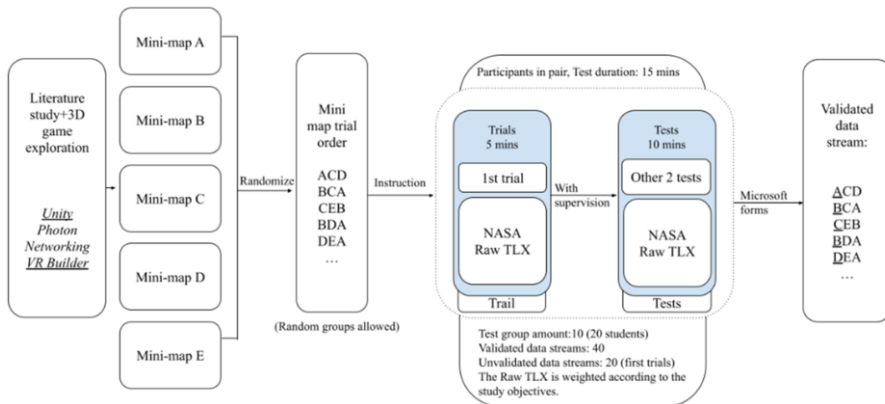 Literature
study+3D
game
exploration
Unity
Photon
Networking
VR Builder
Mini-map A
Mini-map B
Mini-map C
Mini-map D
Mini-map E
Randomize
Mini
map trial
order
ACD
BCA
CEB
BDA
DEA
...
(Random groups allowed)
Instruction
Participants in pair, Test duration: 15 mins
Trials
5 mins
1st trial
NASA
Raw TLX
Trail
With
supervision
Tests
10 mins
Other 2 tests
NASA
Raw TLX
Tests
Test group amount:10 (20 students)
Validated data streams: 40
Unvalidated data streams: 20 (first trials)
The Raw TLX is weighted according to the
study objectives.
Microsoft
forms
Validated
data
stream:
ACD
BCA
CEB
BDA
DEA
...